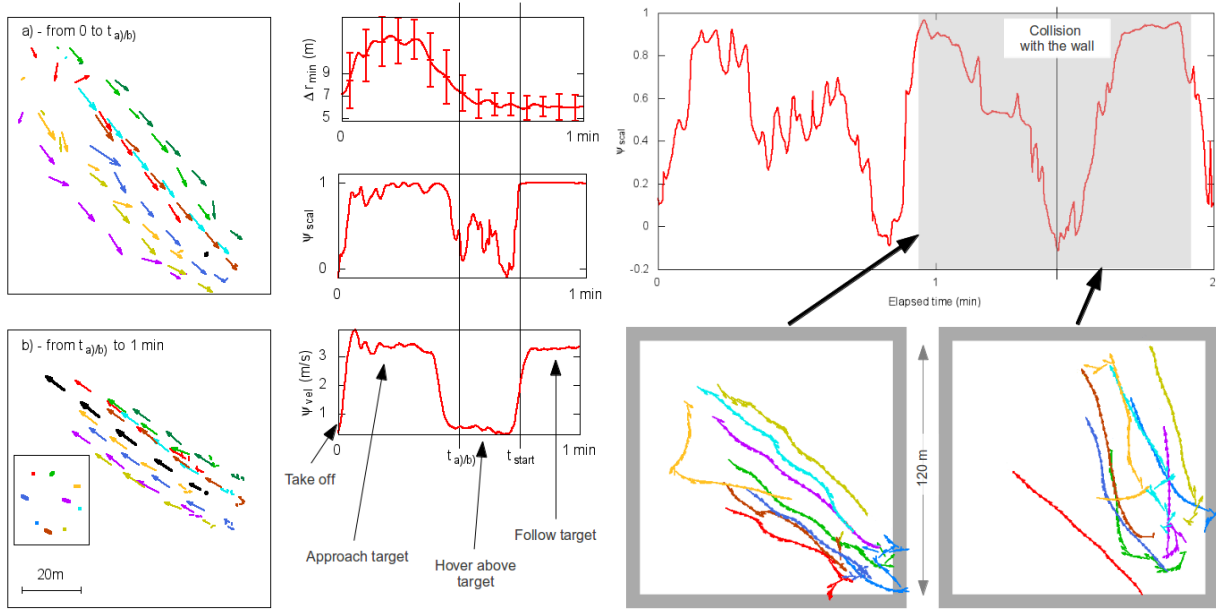 a) - from 0 to t a)/b)
b) - from t a)/b) to 1 min
20m
Δ r min (m)
9
7
5
0
1 min
ψ scal
1
0
0
1 min
ψ vel (m/s)
3
2
1
0
t a)/b)
t start
1 min
Take off
Approach target
Hover above
target
Follow target
1
0.8
0.6
0.4
0.2
0
-0.2
ψ scal
Collision
with the wall
0
1
2
Elapsed time (min)
120 m